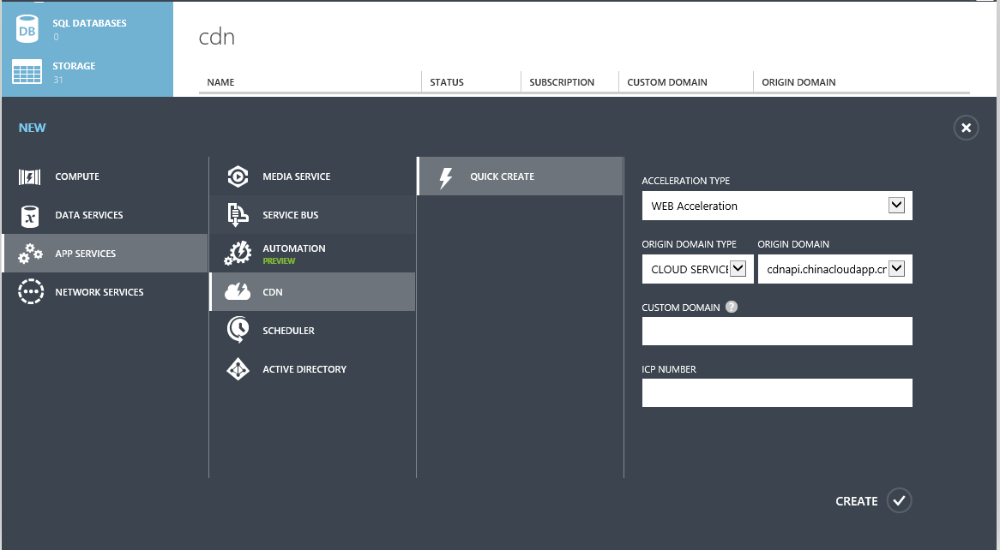 DB
SQL DATABASES
0
STORAGE
31
cdn
NAME STATUS SUBSCRIPTION CUSTOM DOMAIN ORIGIN DOMAIN
NEW
COMPUTE
DATA SERVICES
APP SERVICES
NETWORK SERVICES
MEDIA SERVICE
SERVICE BUS
AUTOMATION
PREVIEW
CDN
SCHEDULER
ACTIVE DIRECTORY
QUICK CREATE
ACCELERATION TYPE
WEB Acceleration
ORIGIN DOMAIN TYPE ORIGIN DOMAIN
CLOUD SERVICE cdnapi.chinacloudapp.cn
CUSTOM DOMAIN ?
ICP NUMBER
CREATE